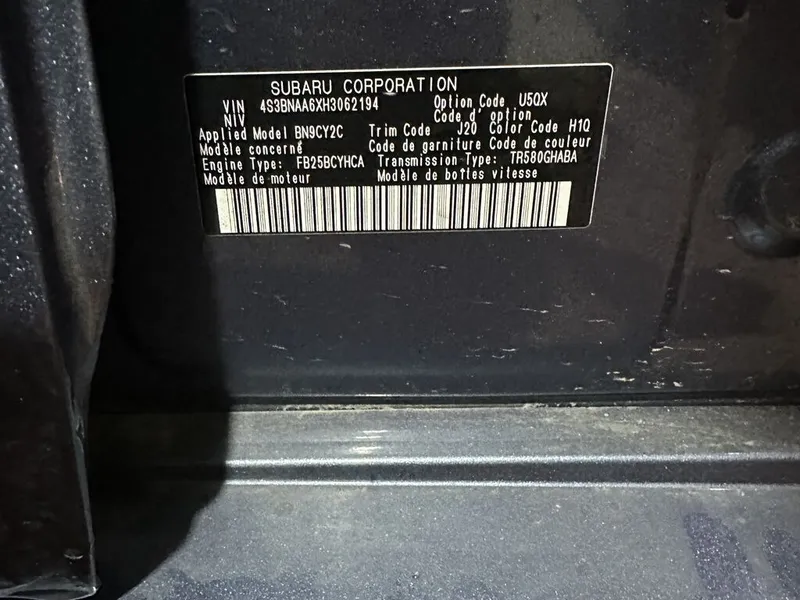 SUBARU CORPORATION
VIN 4S3BNAA6XH3062194 Option Code U5QX
NIV Code d' option
Applied Model BN9CY2C Trim Code J20 Color Code H1Q
Modèle concerné Code de garniture Code de couleur
Engine Type: FB25BCYHCA Transmission Type: TR580GHABA
Modèle de moteur Modèle de boîtes vitesse